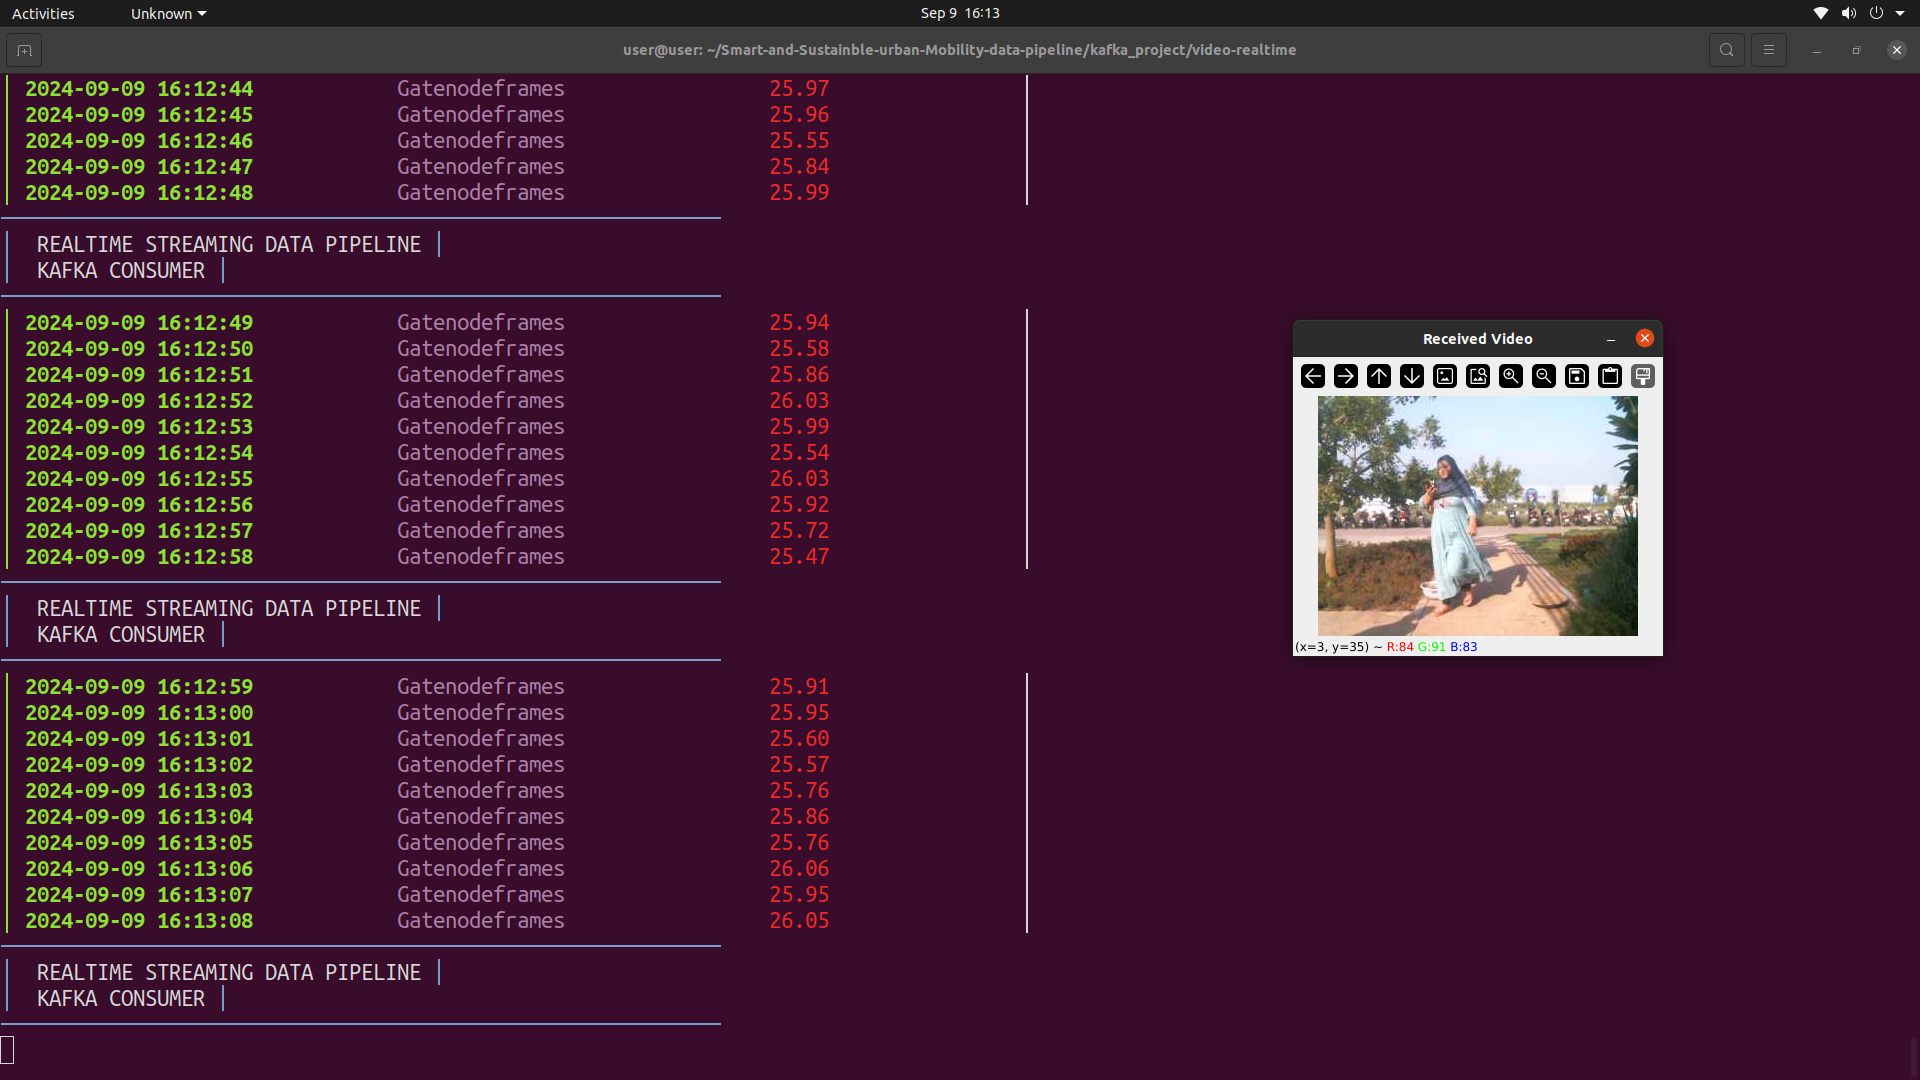 Activities Unknown Sep 9 16:13
user@user: ~/Smart-and-Sustainble-urban-Mobility-data-pipeline/kafka_project/video-realtime
2024-09-09 16:12:44 Gatenodeframes 25.97
2024-09-09 16:12:45 Gatenodeframes 25.96
2024-09-09 16:12:46 Gatenodeframes 25.55
2024-09-09 16:12:47 Gatenodeframes 25.84
2024-09-09 16:12:48 Gatenodeframes 25.99
REALTIME STREAMING DATA PIPELINE
KAFKA CONSUMER
2024-09-09 16:12:49 Gatenodeframes 25.94
2024-09-09 16:12:50 Gatenodeframes 25.58
2024-09-09 16:12:51 Gatenodeframes 25.86
2024-09-09 16:12:52 Gatenodeframes 26.03
2024-09-09 16:12:53 Gatenodeframes 25.99
2024-09-09 16:12:54 Gatenodeframes 25.54
2024-09-09 16:12:55 Gatenodeframes 26.03
2024-09-09 16:12:56 Gatenodeframes 25.92
2024-09-09 16:12:57 Gatenodeframes 25.72
2024-09-09 16:12:58 Gatenodeframes 25.47
REALTIME STREAMING DATA PIPELINE
KAFKA CONSUMER
2024-09-09 16:12:59 Gatenodeframes 25.91
2024-09-09 16:13:00 Gatenodeframes 25.95
2024-09-09 16:13:01 Gatenodeframes 25.60
2024-09-09 16:13:02 Gatenodeframes 25.57
2024-09-09 16:13:03 Gatenodeframes 25.76
2024-09-09 16:13:04 Gatenodeframes 25.86
2024-09-09 16:13:05 Gatenodeframes 25.76
2024-09-09 16:13:06 Gatenodeframes 26.06
2024-09-09 16:13:07 Gatenodeframes 25.95
2024-09-09 16:13:08 Gatenodeframes 26.05
REALTIME STREAMING DATA PIPELINE
KAFKA CONSUMER
Received Video
(x=3, y=35) ~ R:84 G:91 B:83